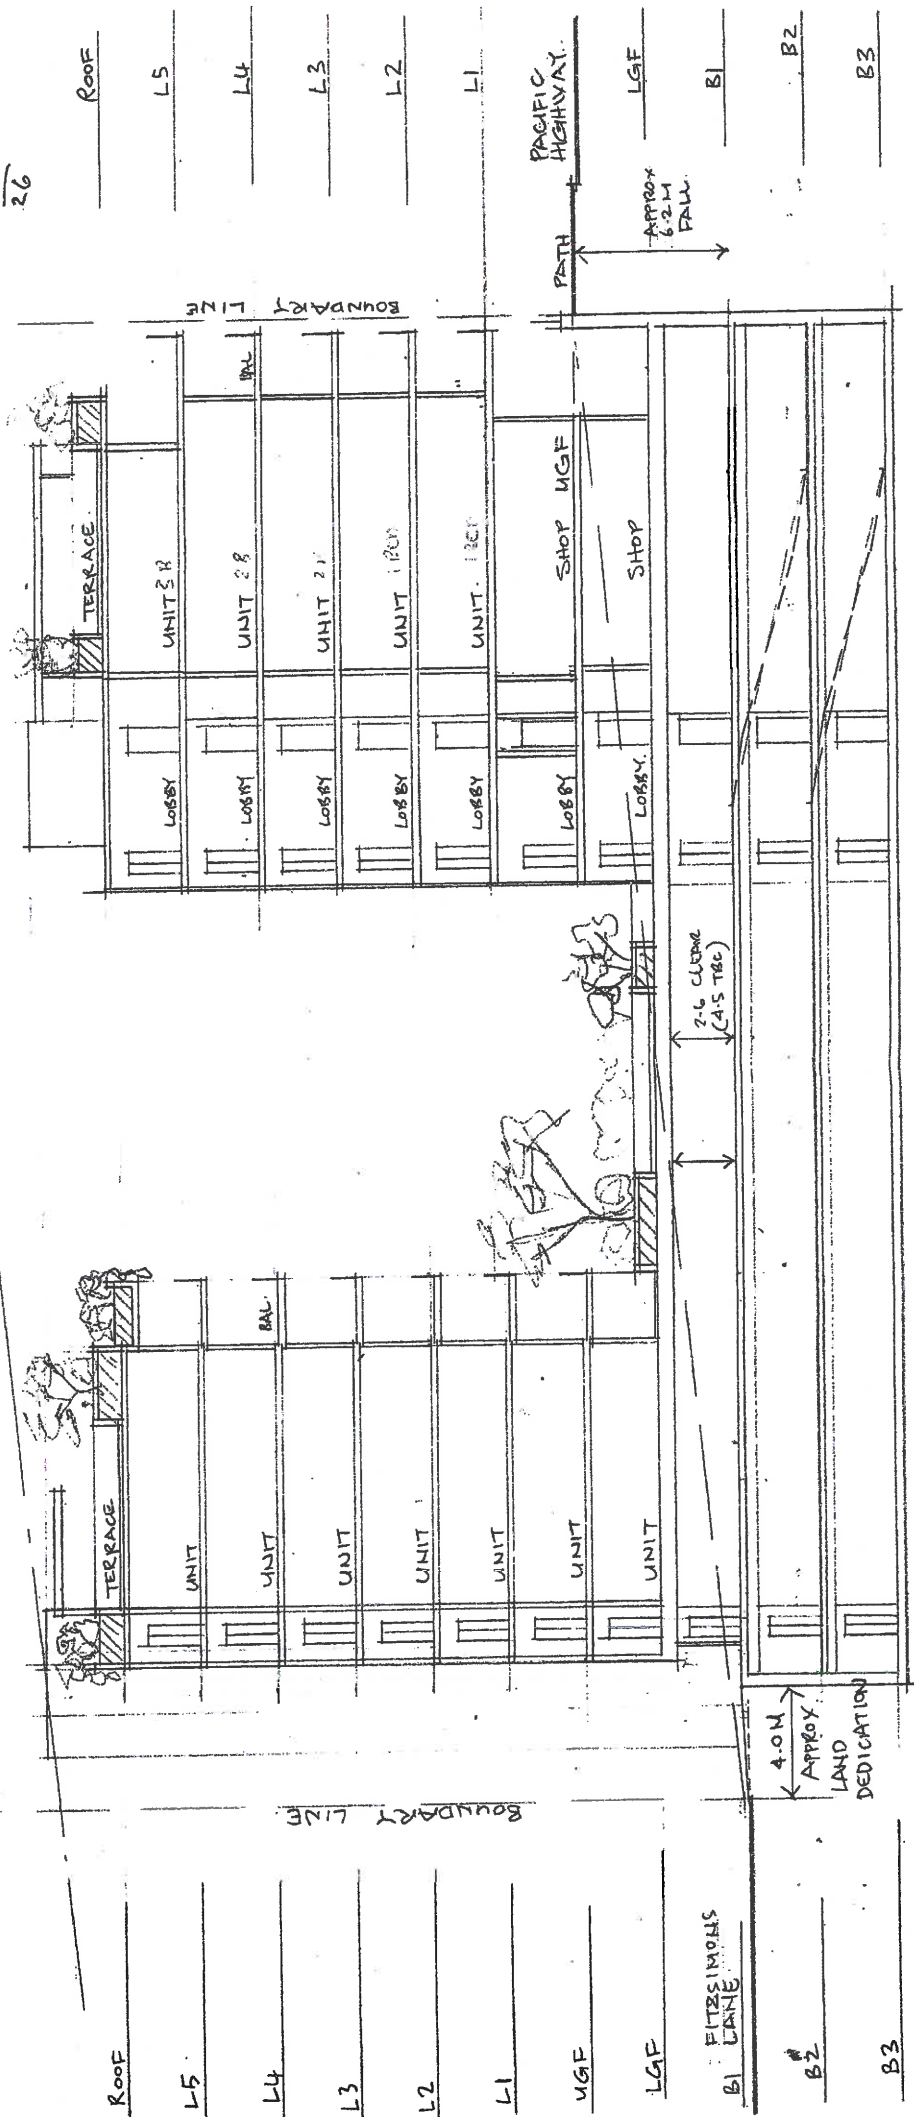 26
ROOF
L5
L4
L3
L2
L1
PACIFIC
HIGHWAY.
LGF
B1
B2
B3
PATH
APPROX
6.2M
FALL.
BOUNDARY LINE
TERRACE
UNIT 3B
UNIT 2B
BAL
UNIT
UNIT
UNIT.
SHOP UGF
SHOP
LOBBY
LOBBY
LOBBY
LOBBY
LOBBY
LOBBY
LOBBY.
2.6 CLEAR
(4.5 TBC)
TERRACE
UNIT
UNIT
BAL.
UNIT
UNIT
UNIT
UNIT
UNIT
4.0M
APPROX
LAND
DEDICATION
BOUNDARY LINE
ROOF
L5
L4
L3
L2
L1
UGF
LGF
FITZSIMONS
LANE
B1
B2
B3